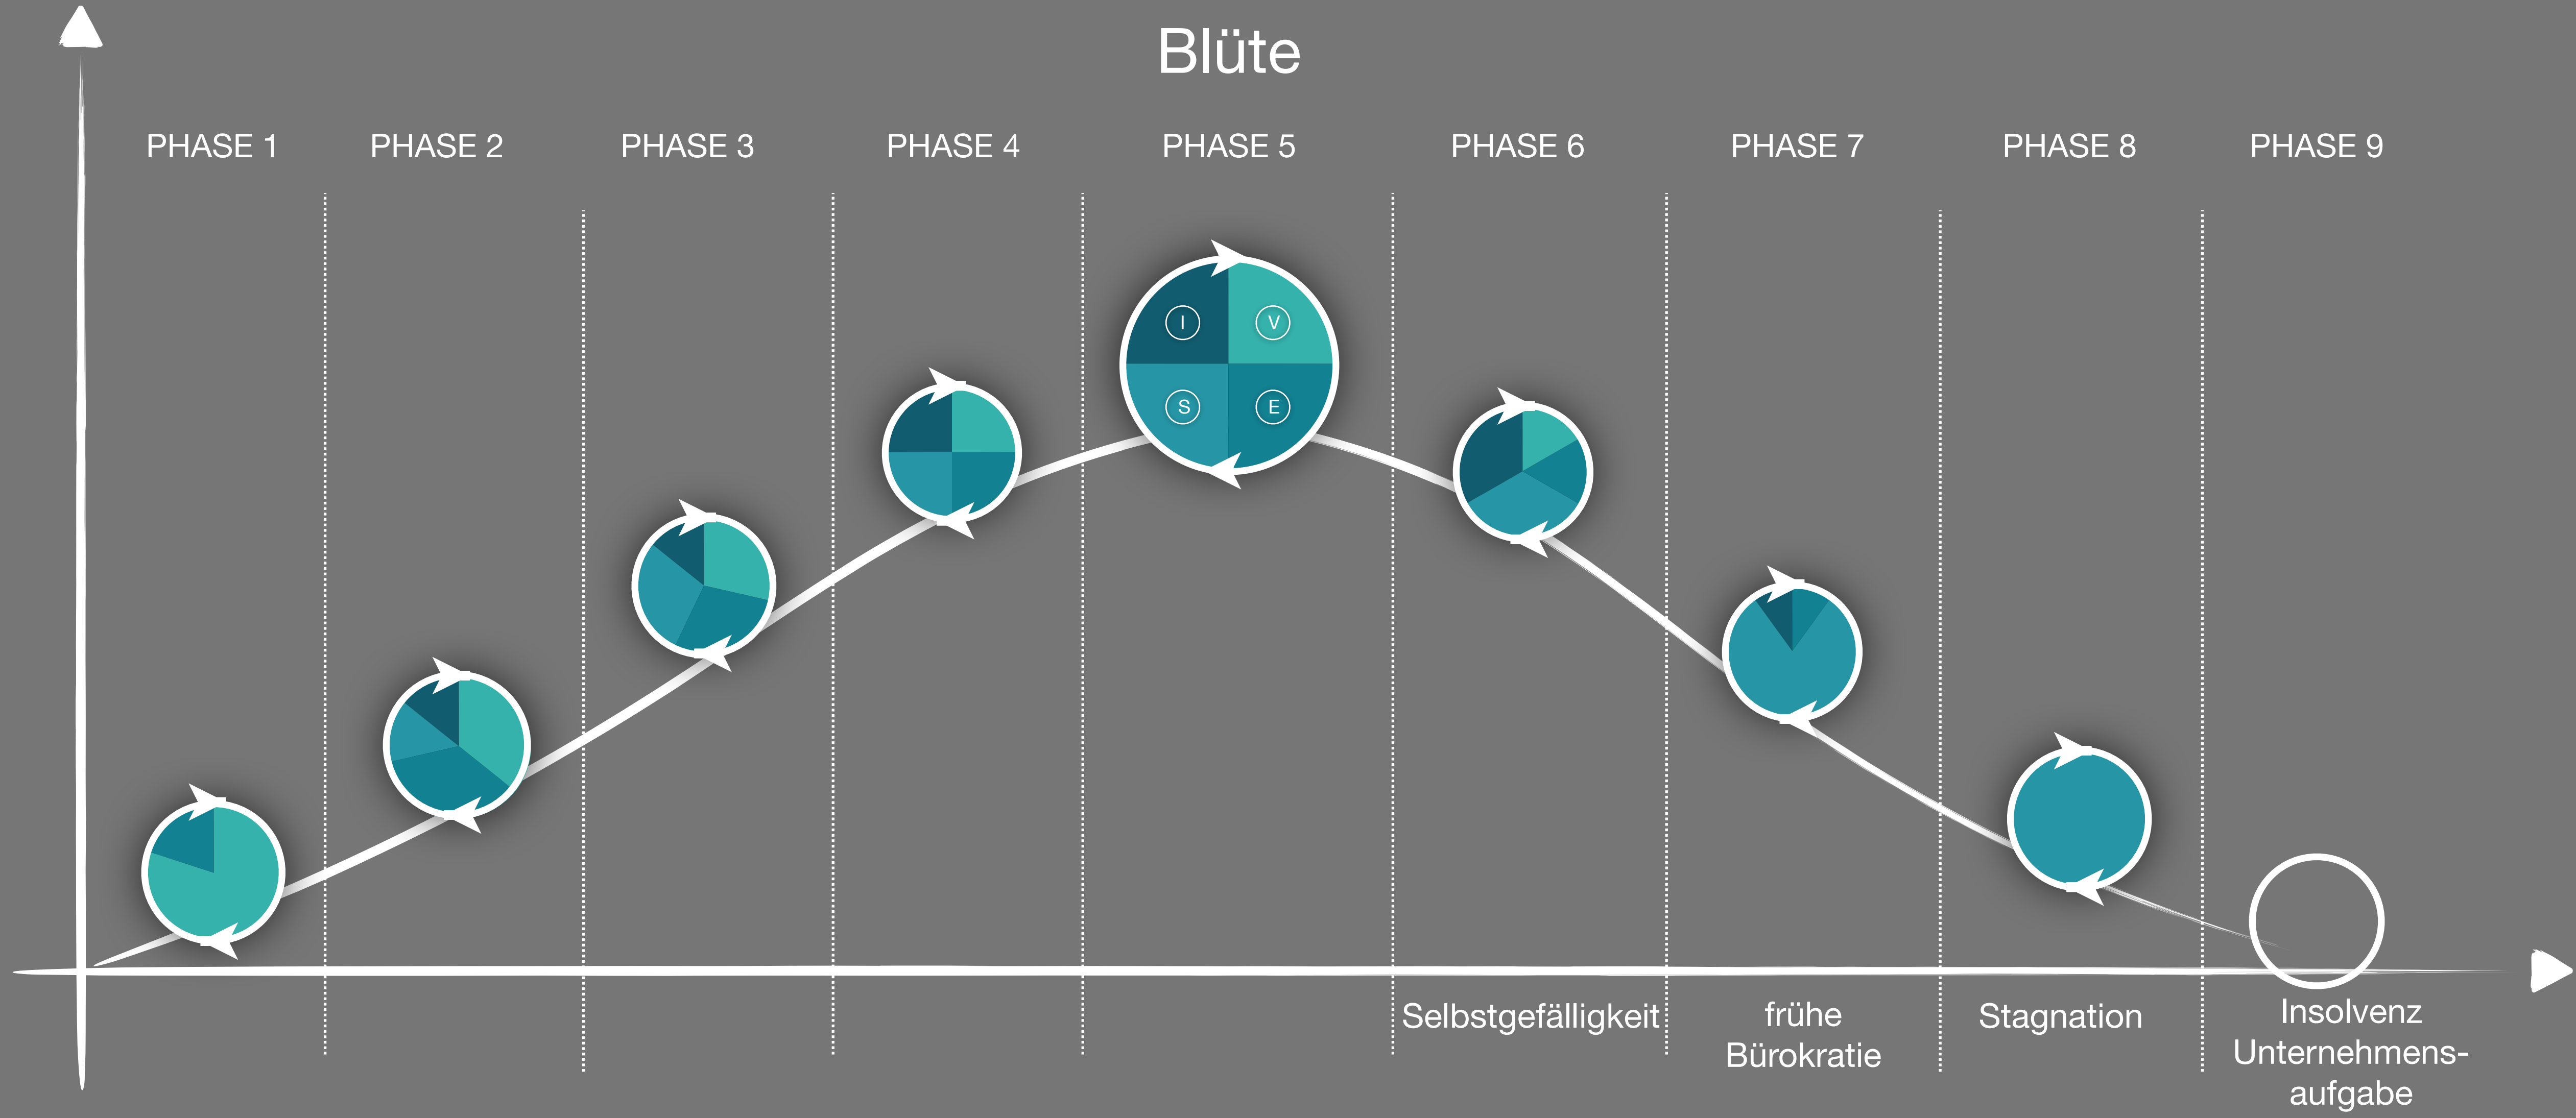 Blüte
PHASE 1
PHASE 2
PHASE 3
PHASE 4
PHASE 5
PHASE 6
PHASE 7
PHASE 8
PHASE 9
I
V
S
E
Selbstgefälligkeit
frühe
Bürokratie
Stagnation
Insolvenz
Unternehmens-
aufgabe